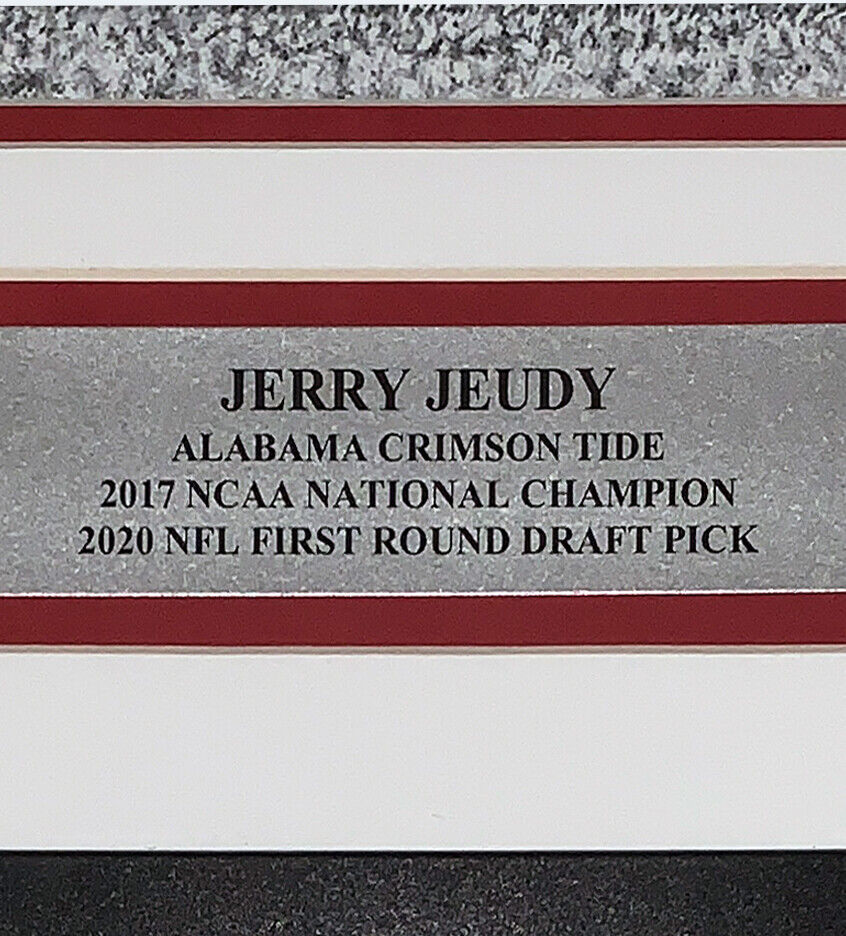 JERRY JEUDY
ALABAMA CRIMSON TIDE
2017 NCAA NATIONAL CHAMPION
2020 NFL FIRST ROUND DRAFT PICK